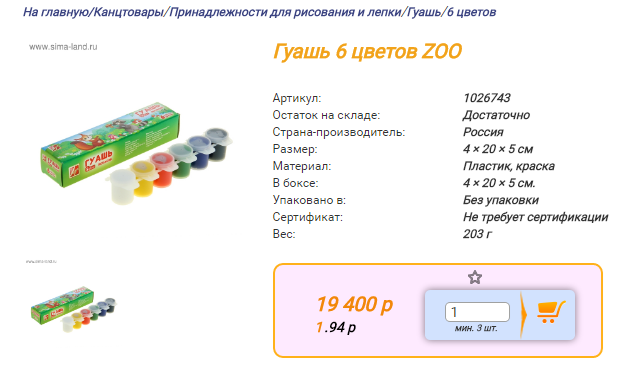 На главную/Канцтовары/Принадлежности для рисования и лепки/Гуашь/6 цветов
www.sima-land.ru
Гуашь 6 цветов ZOO
Артикул: 1026743
Остаток на складе: Достаточно
Страна-производитель: Россия
Размер: 4 × 20 × 5 см
Материал: Пластик, краска
В боксе: 4 × 20 × 5 см.
Упаковано в: Без упаковки
Сертификат: Не требует сертификации
Вес: 203 г
ГУАШЬ
www.sima-land.ru
19 400 р
1.94 р
1
мин. 3 шт.